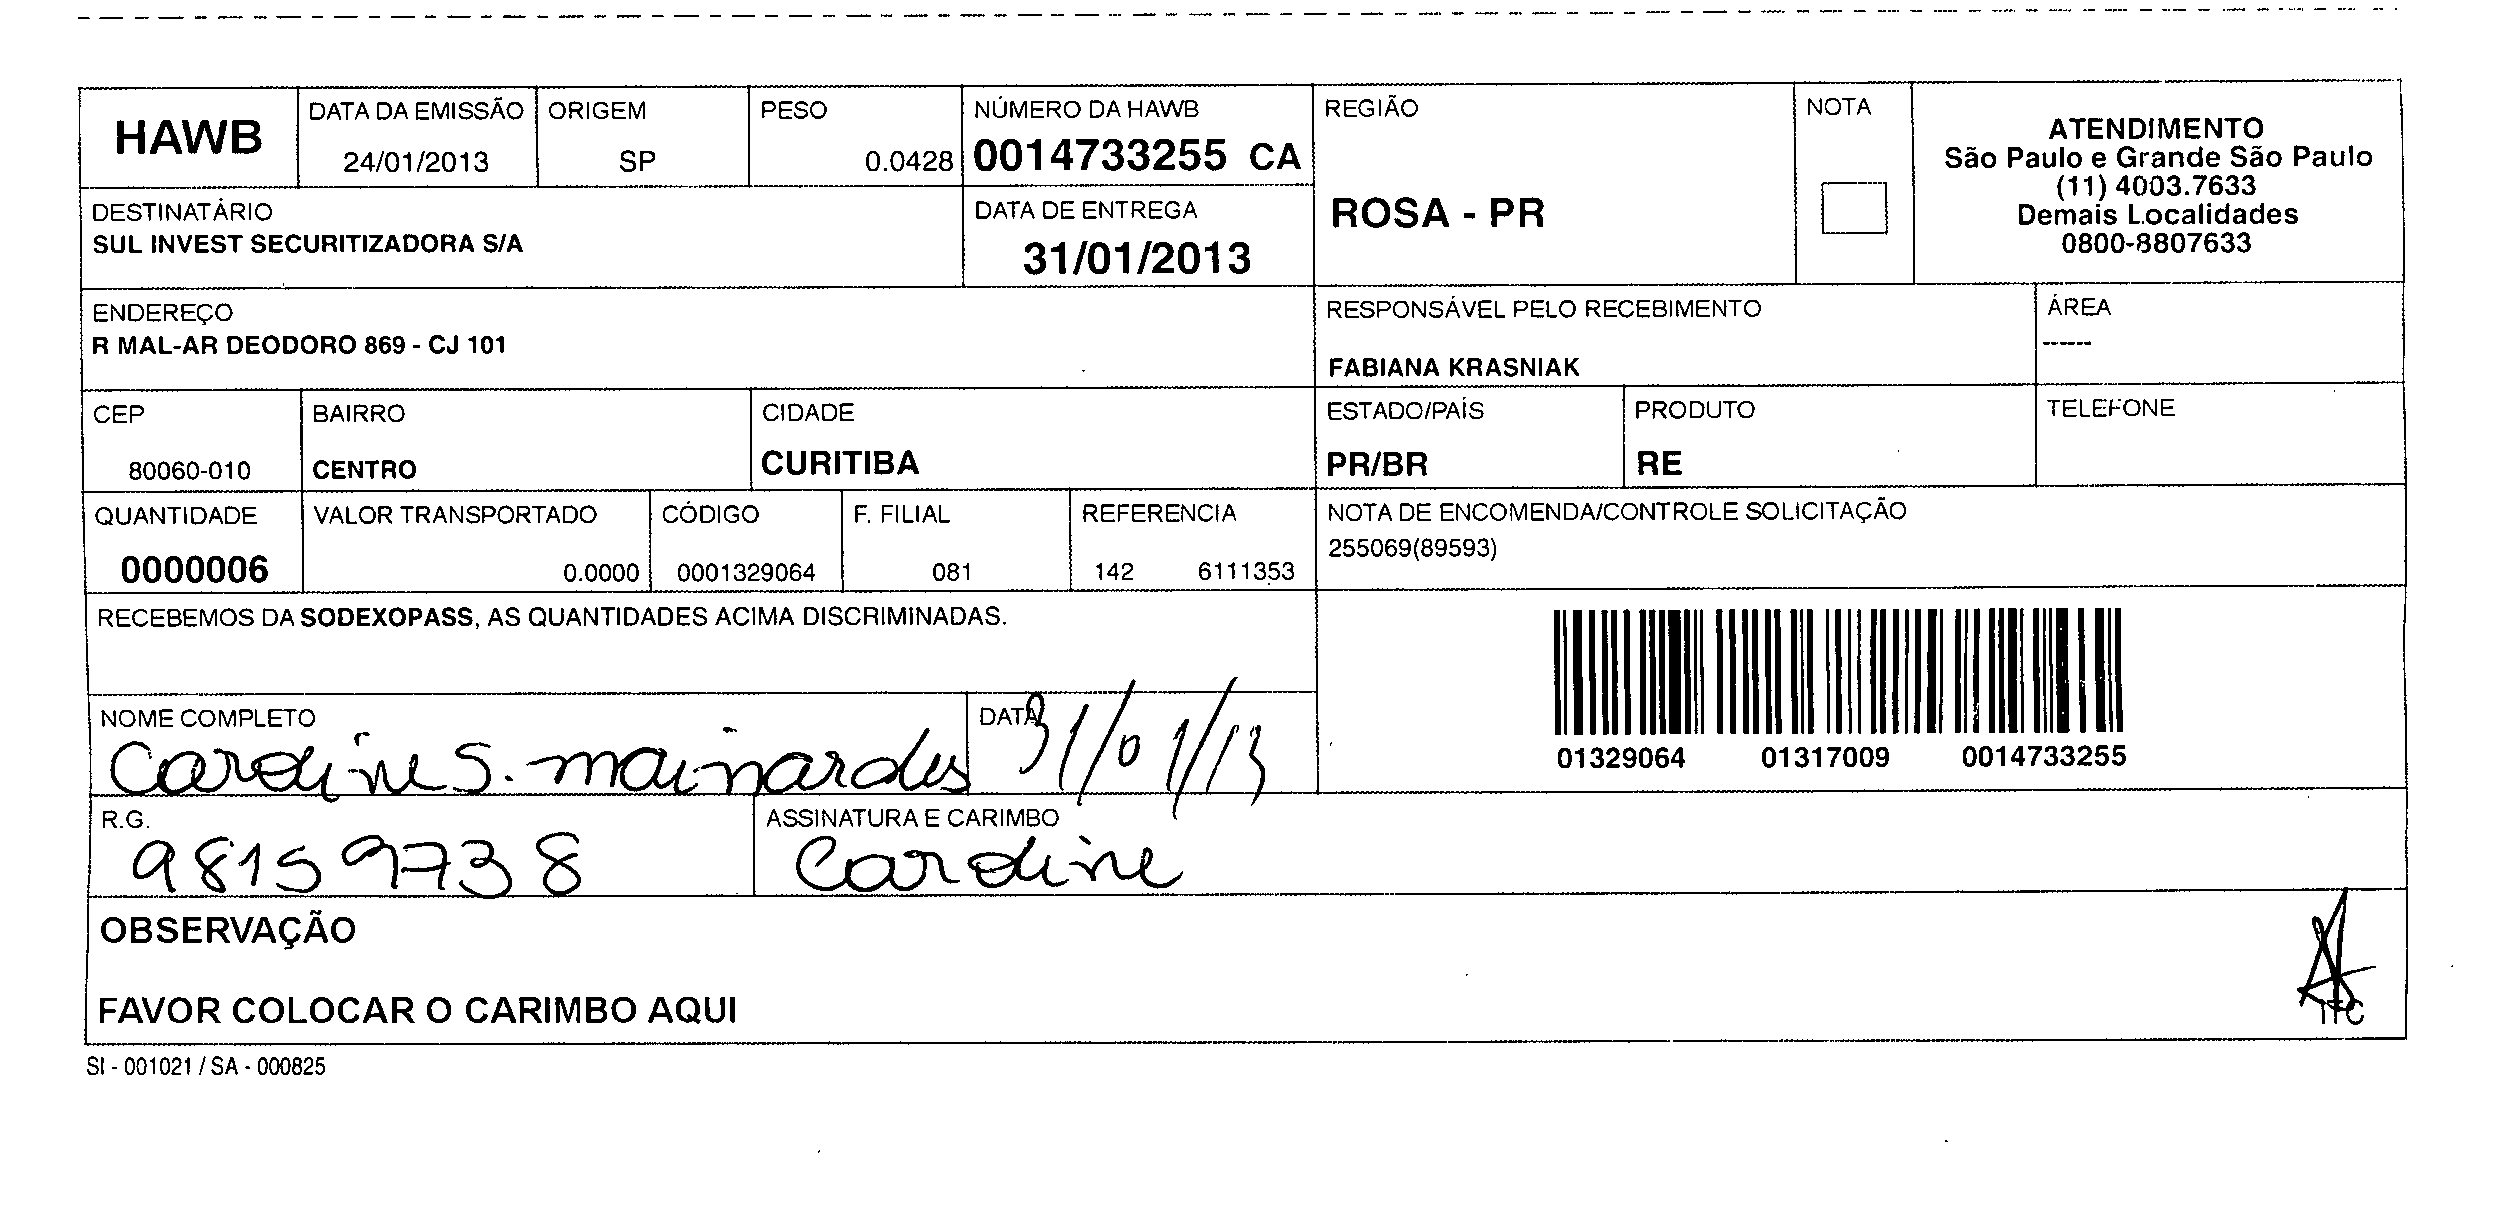 HAWB
DATA DA EMISSÃO
24/01/2013
ORIGEM
SP
PESO
0.0428
NÚMERO DA HAWB
0014733255 CA
REGIÃO
ROSA - PR
NOTA
ATENDIMENTO
São Paulo e Grande São Paulo
(11) 4003.7633
Demais Localidades
0800-8807633
DESTINATÁRIO
SUL INVEST SECURITIZADORA S/A
DATA DE ENTREGA
31/01/2013
ENDEREÇO
R MAL-AR DEODORO 869 - CJ 101
RESPONSÁVEL PELO RECEBIMENTO
FABIANA KRASNIAK
ÁREA
------
CEP
80060-010
BAIRRO
CENTRO
CIDADE
CURITIBA
ESTADO/PAÍS
PR/BR
PRODUTO
RE
TELEFONE
QUANTIDADE
0000006
VALOR TRANSPORTADO
0.0000
CÓDIGO
0001329064
F. FILIAL
081
REFERENCIA
142 6111353
NOTA DE ENCOMENDA/CONTROLE SOLICITAÇÃO
255069(89593)
RECEBEMOS DA SODEXOPASS, AS QUANTIDADES ACIMA DISCRIMINADAS.
01329064 01317009 0014733255
NOME COMPLETO
Caroline S. mainardes
DATA
31/01/13
R.G.
98159738
ASSINATURA E CARIMBO
Caroline
OBSERVAÇÃO
FAVOR COLOCAR O CARIMBO AQUI
SI - 001021 / SA - 000825